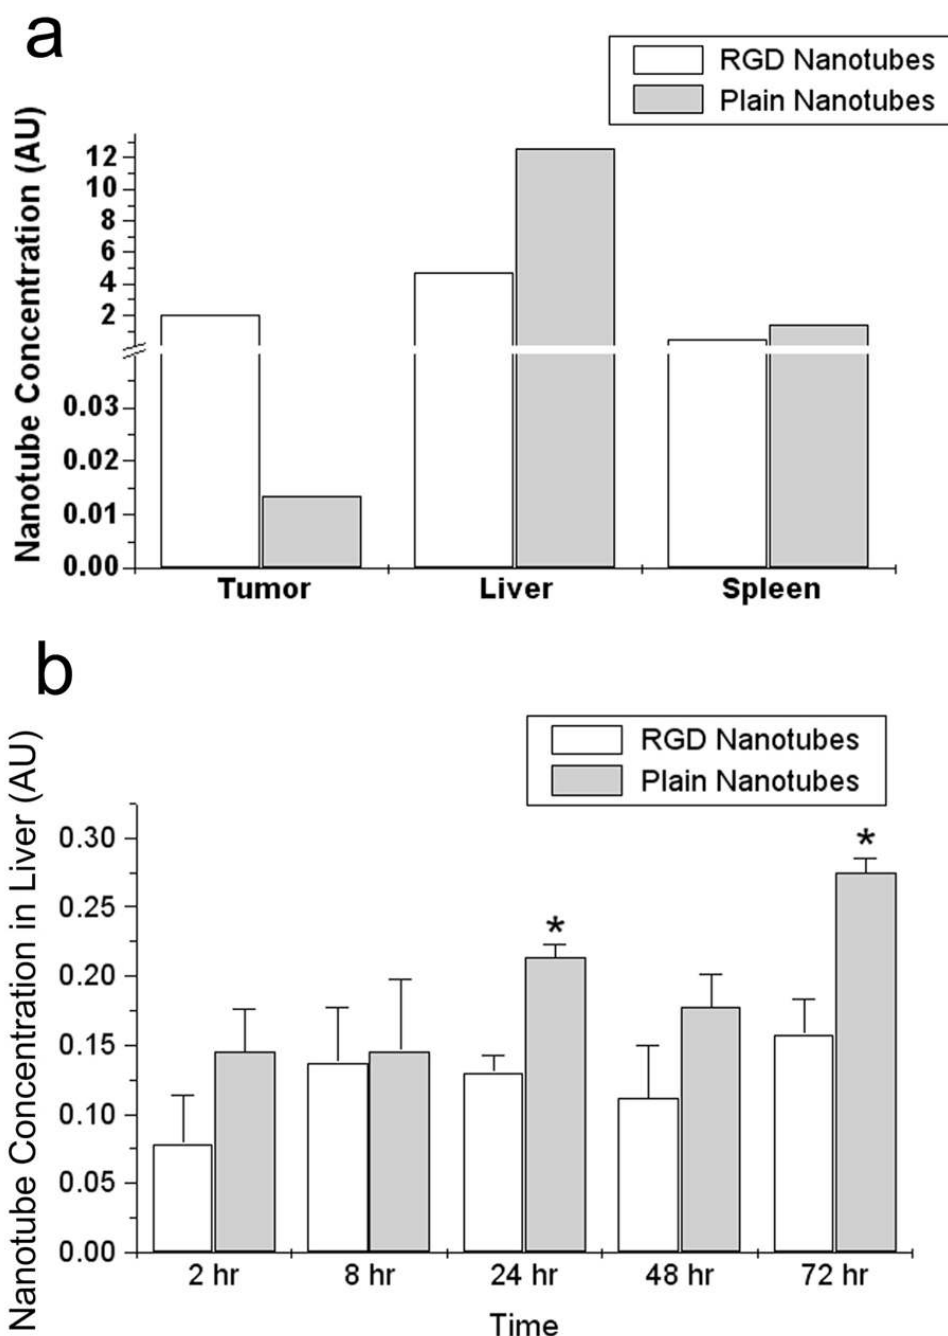 a
RGD Nanotubes
Plain Nanotubes
Nanotube Concentration (AU)
12
10
8
6
4
2
0.03
0.02
0.01
0.00
Tumor Liver Spleen
b
RGD Nanotubes
Plain Nanotubes
Nanotube Concentration in Liver (AU)
0.30
0.25
0.20
0.15
0.10
0.05
0.00
*
*
2 hr 8 hr 24 hr 48 hr 72 hr
Time